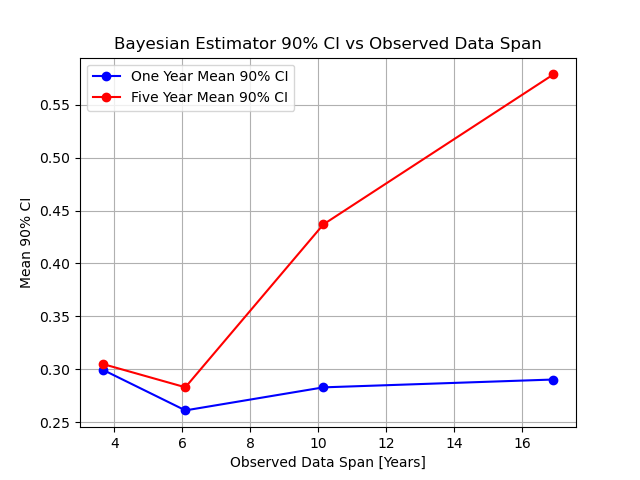 Bayesian Estimator 90% CI vs Observed Data Span
One Year Mean 90% CI
Five Year Mean 90% CI
Mean 90% CI
0.55
0.50
0.45
0.40
0.35
0.30
0.25
4 6 8 10 12 14 16
Observed Data Span [Years]